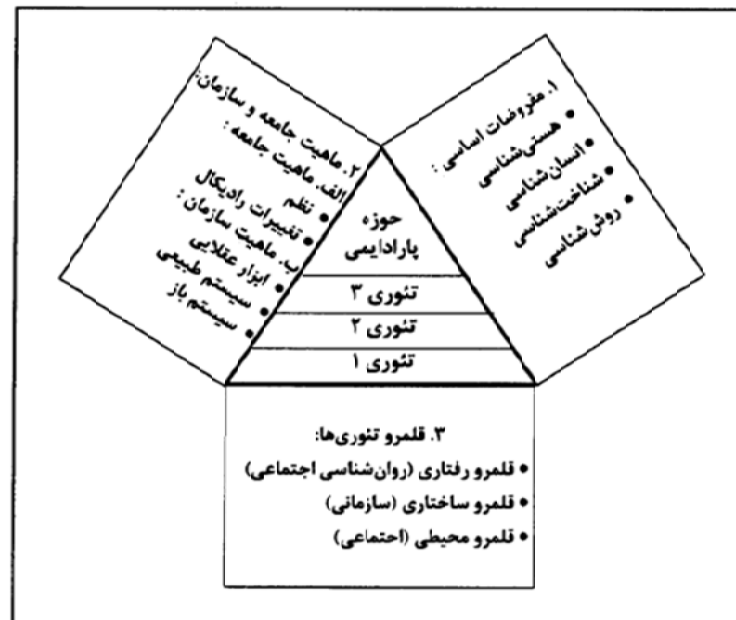 ۱. مفروضات اساسی :
• هستی‌شناسی
• انسان‌شناسی
• شناخت‌شناسی
• روش‌شناسی
۲. ماهیت جامعه و سازمان:
الف. ماهیت جامعه :
• نظم
• تغییرات رادیکال
ب. ماهیت سازمان :
• ابزار عقلایی
• سیستم طبیعی
• سیستم باز
حوزه
پارادایمی
تئوری ۳
تئوری ۲
تئوری ۱
۳. قلمرو تئوری‌ها:
• قلمرو رفتاری (روان‌شناسی اجتماعی)
• قلمرو ساختاری (سازمانی)
• قلمرو محیطی (اجتماعی)